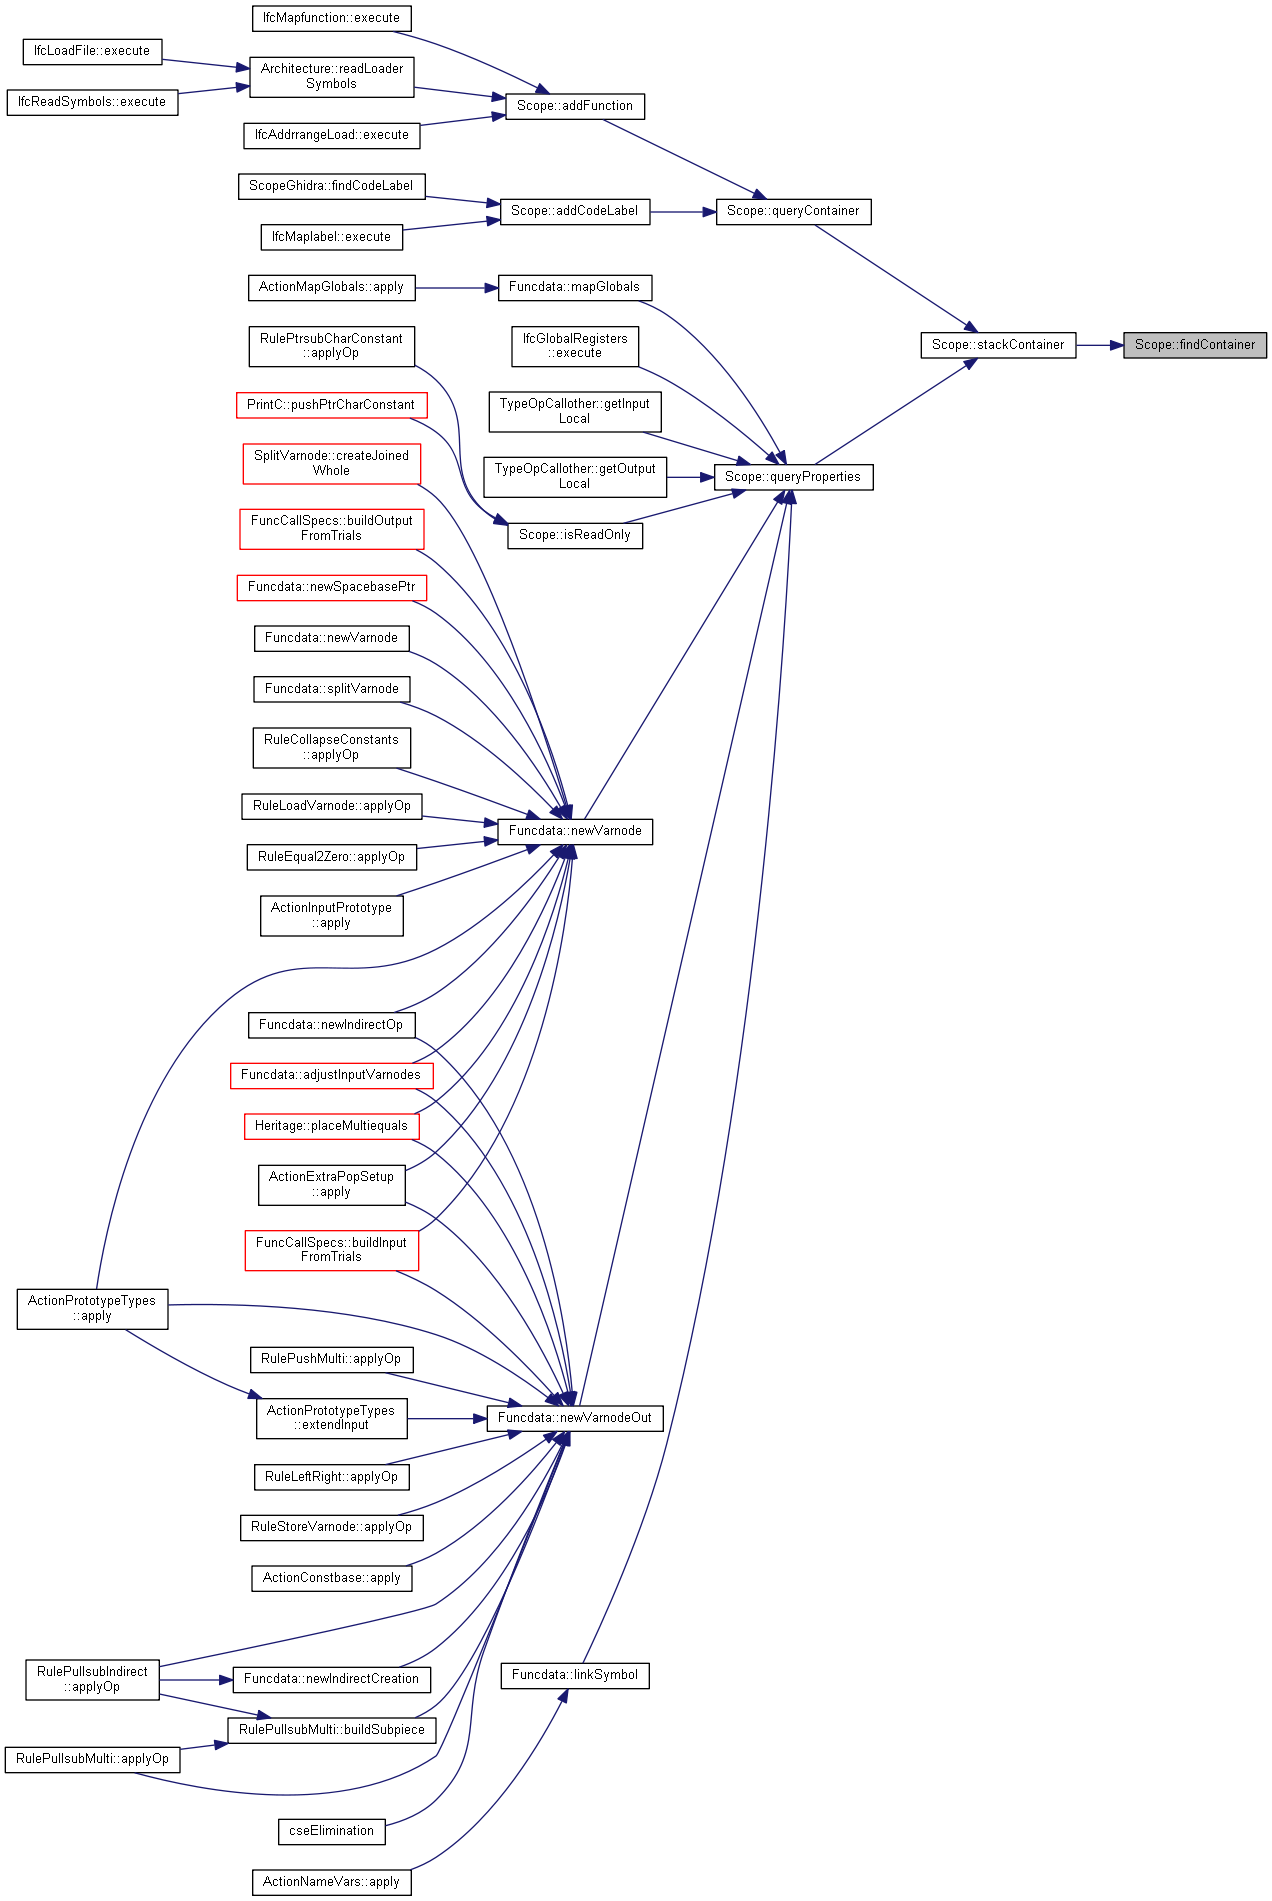 IfcMapfunction::execute
IfcLoadFile::execute
Architecture::readLoader
Symbols
IfcReadSymbols::execute
Scope::addFunction
IfcAddrrangeLoad::execute
ScopeGhidra::findCodeLabel
Scope::addCodeLabel
Scope::queryContainer
IfcMaplabel::execute
ActionMapGlobals::apply
Funcdata::mapGlobals
RulePtrsubCharConstant
::applyOp
IfcGlobalRegisters
::execute
Scope::stackContainer
Scope::findContainer
PrintC::pushPtrCharConstant
TypeOpCallother::getInput
Local
SplitVarnode::createJoined
Whole
TypeOpCallother::getOutput
Local
Scope::queryProperties
FuncCallSpecs::buildOutput
FromTrials
Scope::isReadOnly
Funcdata::newSpacebasePtr
Funcdata::newVarnode
Funcdata::splitVarnode
RuleCollapseConstants
::applyOp
RuleLoadVarnode::applyOp
Funcdata::newVarnode
RuleEqual2Zero::applyOp
ActionInputPrototype
::apply
Funcdata::newIndirectOp
Funcdata::adjustInputVarnodes
Heritage::placeMultiequals
ActionExtraPopSetup
::apply
FuncCallSpecs::buildInput
FromTrials
ActionPrototypeTypes
::apply
RulePushMulti::applyOp
ActionPrototypeTypes
::extendInput
Funcdata::newVarnodeOut
RuleLeftRight::applyOp
RuleStoreVarnode::applyOp
ActionConstbase::apply
RulePullsubIndirect
::applyOp
Funcdata::newIndirectCreation
Funcdata::linkSymbol
RulePullsubMulti::buildSubpiece
RulePullsubMulti::applyOp
cseElimination
ActionNameVars::apply